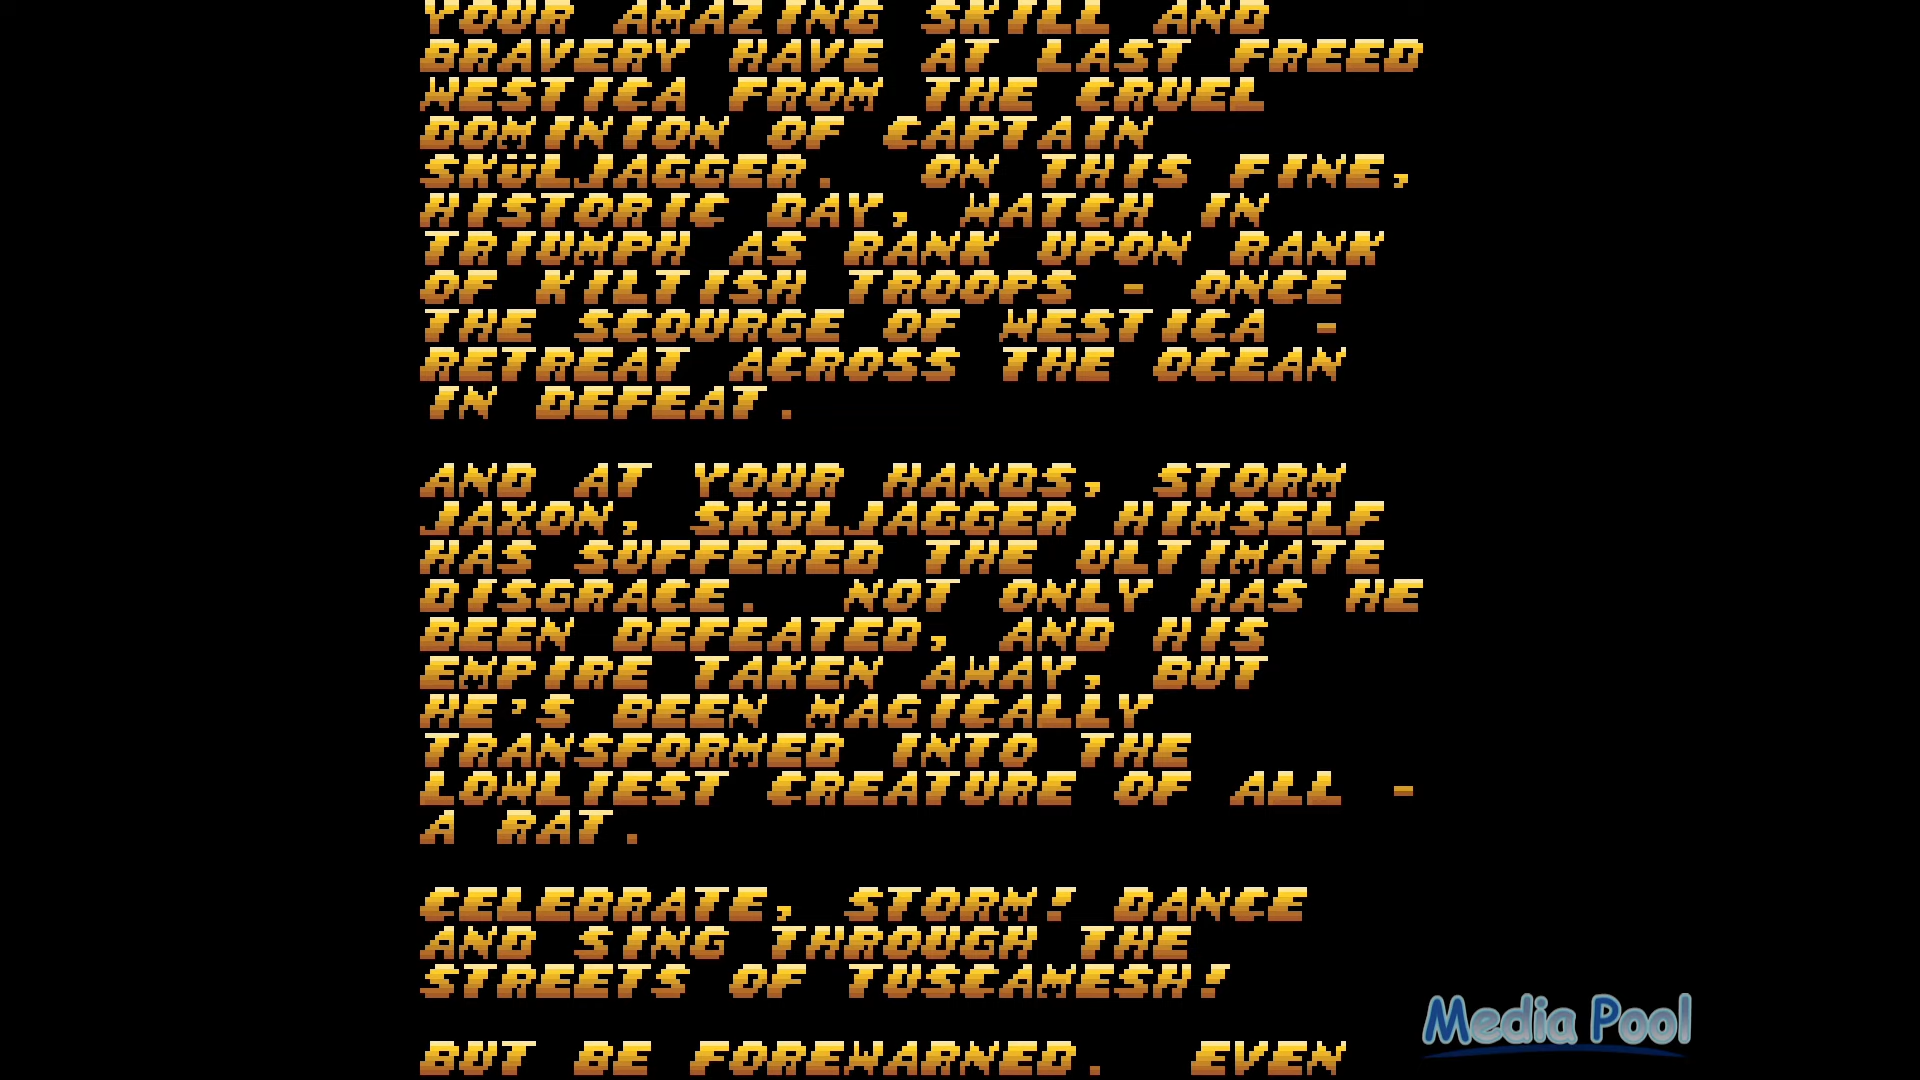 YOUR AMAZING SKILL AND
BRAVERY HAVE AT LAST FREED
WESTICA FROM THE CRUEL
DOMINION OF CAPTAIN
SKÜLJAGGER. ON THIS FINE,
HISTORIC DAY, WATCH IN
TRIUMPH AS RANK UPON RANK
OF KILTISH TROOPS - ONCE
THE SCOURGE OF WESTICA -
RETREAT ACROSS THE OCEAN
IN DEFEAT.
AND AT YOUR HANDS, STORM
JAXON, SKÜLJAGGER HIMSELF
HAS SUFFERED THE ULTIMATE
DISGRACE. NOT ONLY HAS HE
BEEN DEFEATED, AND HIS
EMPIRE TAKEN AWAY, BUT
HE'S BEEN MAGICALLY
TRANSFORMED INTO THE
LOWLIEST CREATURE OF ALL -
A RAT.
CELEBRATE, STORM! DANCE
AND SING THROUGH THE
STREETS OF TUSCAMESH!
BUT BE FOREWARNED. EVEN
Media Pool